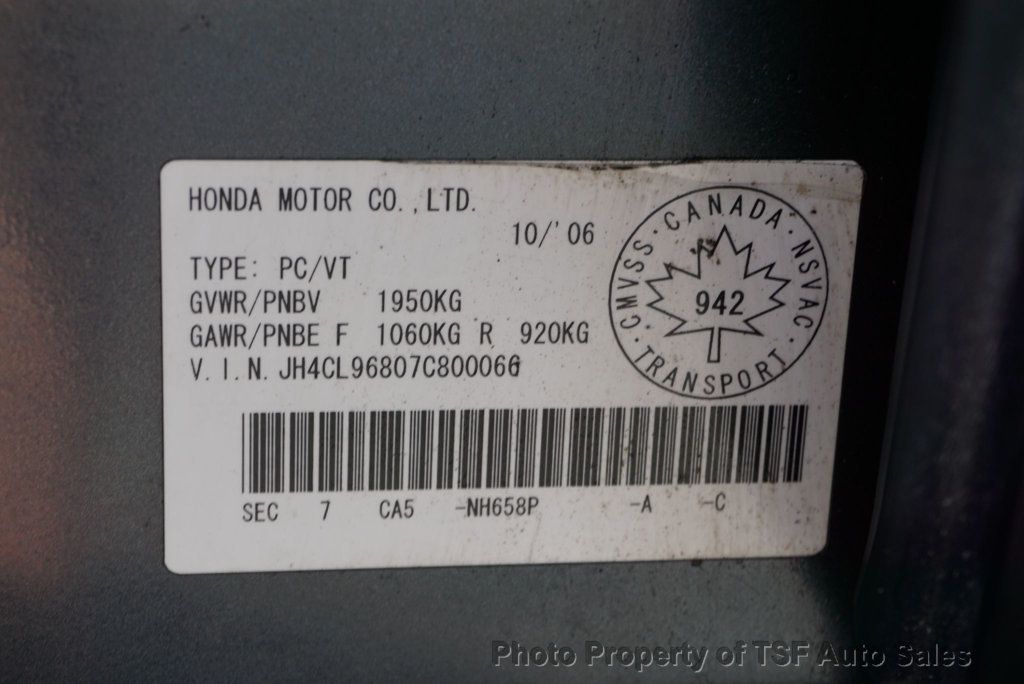 HONDA MOTOR CO.,LTD.
10/'06
TYPE: PC/VT
GVWR/PNBV 1950KG
GAWR/PNBE F 1060KG R 920KG
V.I.N. JH4CL96807C800066
CMVSS · CANADA · NSVAC · TRANSPORT ·
942
SEC 7 CA5 -NH658P -A -C
Photo Property of TSF Auto Sales